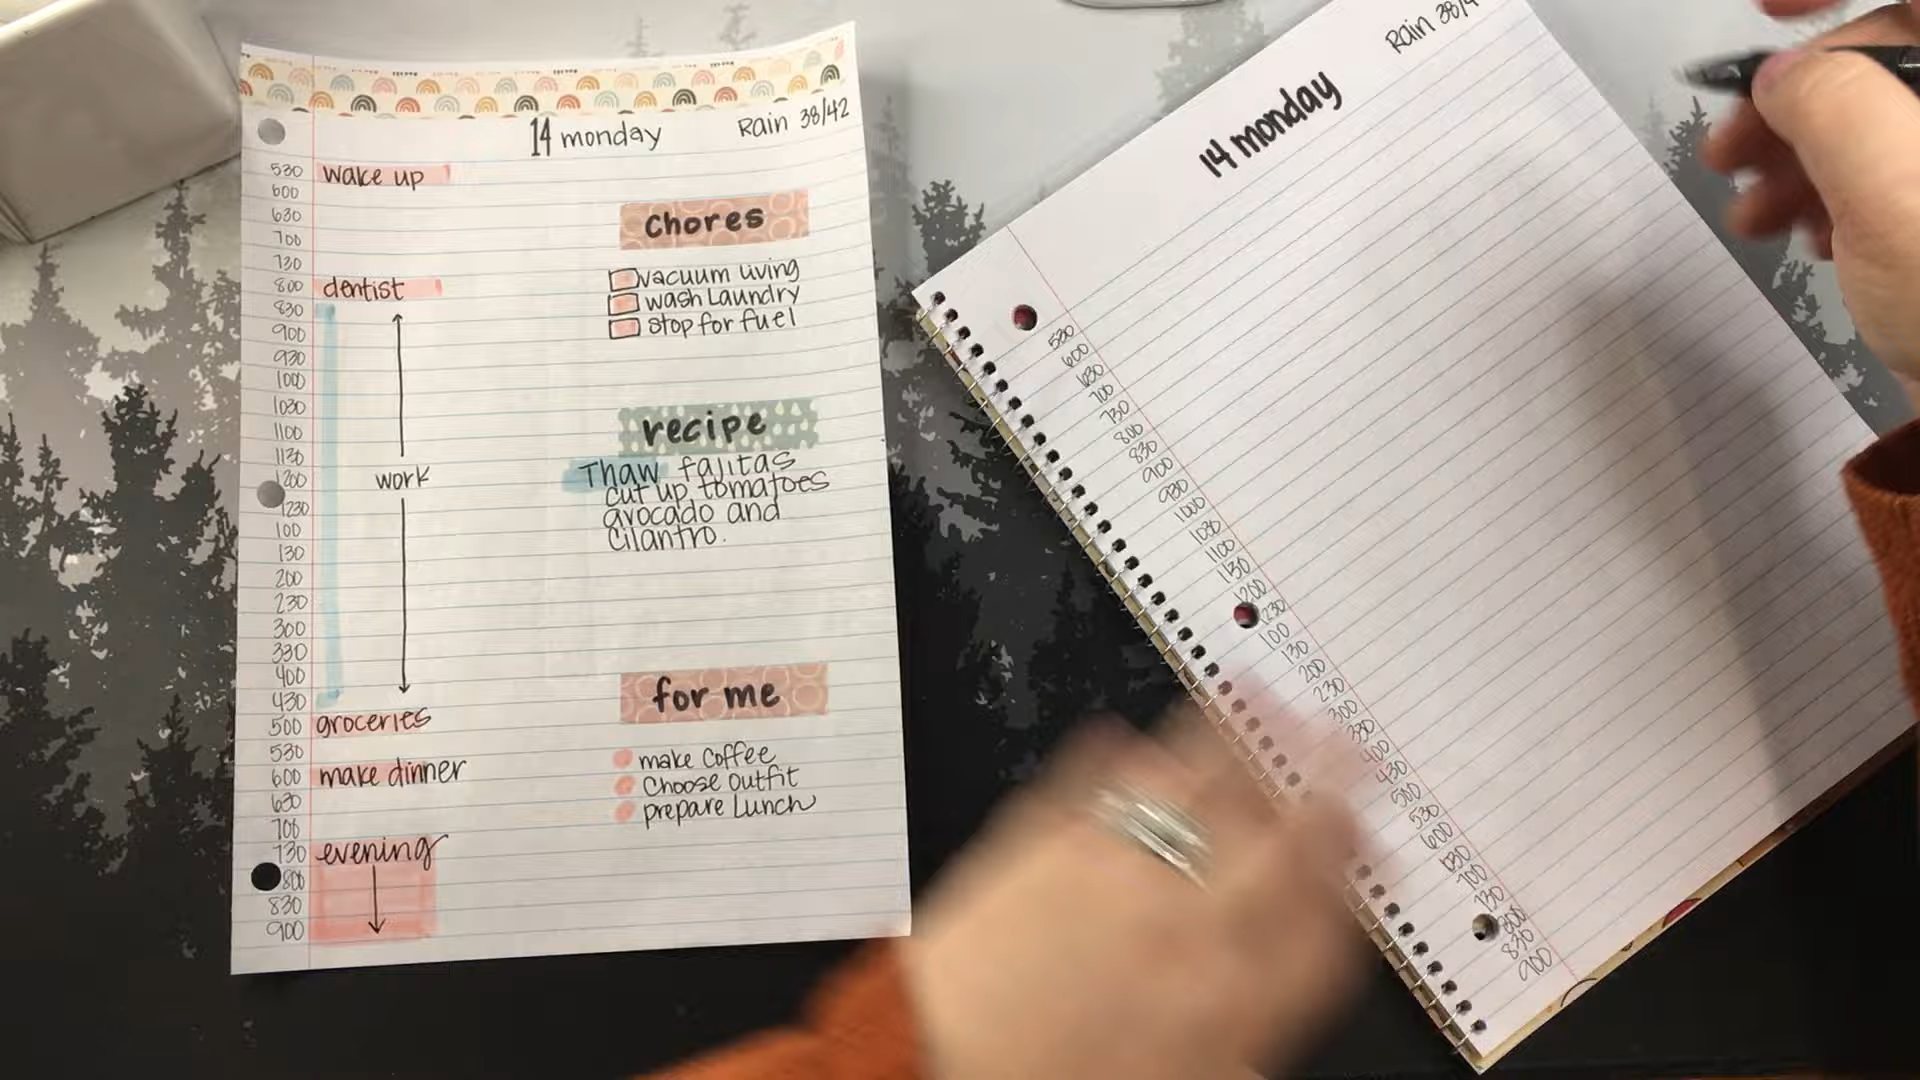 14 monday
Rain 38/42
530 wake up
600
630
700
730
800 dentist
830
900
930
1000
1030
1100
1130
1200 work
1230
100
130
200
230
300
330
400
430
500 groceries
530
600 make dinner
630
700
730 evening
800
830
900
chores
vacuum living
wash Laundry
stop for fuel
recipe
Thaw fajitas
cut up tomatoes
avocado and
cilantro.
for me
make coffee
Choose outfit
prepare Lunch
14 monday
Rain 38/4
530
600
630
700
730
800
830
900
930
1000
1030
1100
1130
1200
1230
100
130
200
230
300
330
400
430
500
530
600
630
700
730
800
830
900